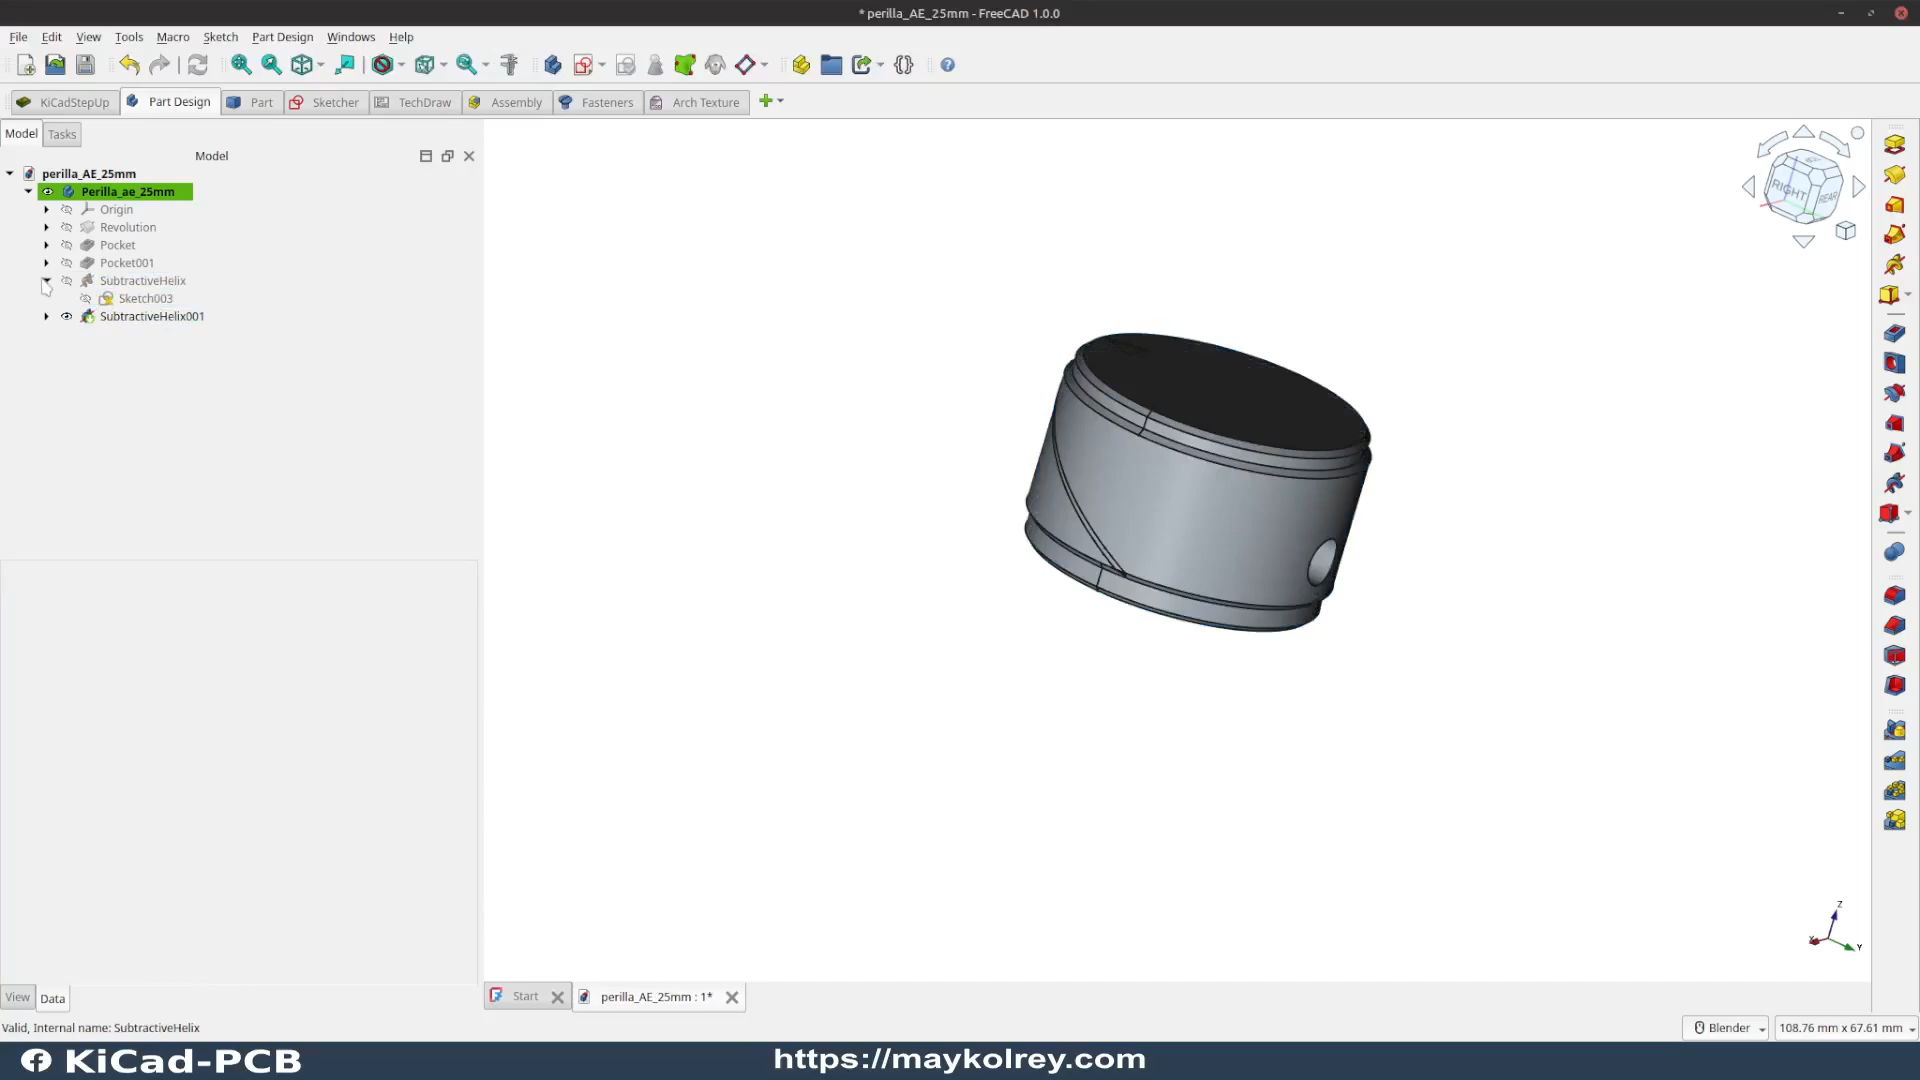 * perilla_AE_25mm - FreeCAD 1.0.0
File Edit View Tools Macro Sketch Part Design Windows Help
KiCadStepUp Part Design Part Sketcher TechDraw Assembly Fasteners Arch Texture
Model Tasks
Model
perilla_AE_25mm
Perilla_ae_25mm
Origin
Revolution
Pocket
Pocket001
SubtractiveHelix
Sketch003
SubtractiveHelix001
RIGHT REAR
Z
X Y
Start perilla_AE_25mm : 1*
View Data
Valid, Internal name: SubtractiveHelix
Blender 108.76 mm x 67.61 mm
KiCad-PCB https://maykolrey.com